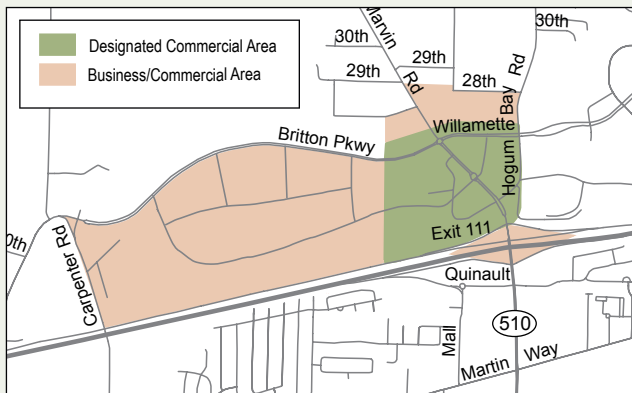 Designated Commercial Area
Business/Commercial Area
Marvin Rd
30th
30th
29th
29th
28th
Hogum Bay Rd
Willamette
Britton Pkwy
Exit 111
0th
Carpenter Rd
Quinault
Mall
510
Martin Way